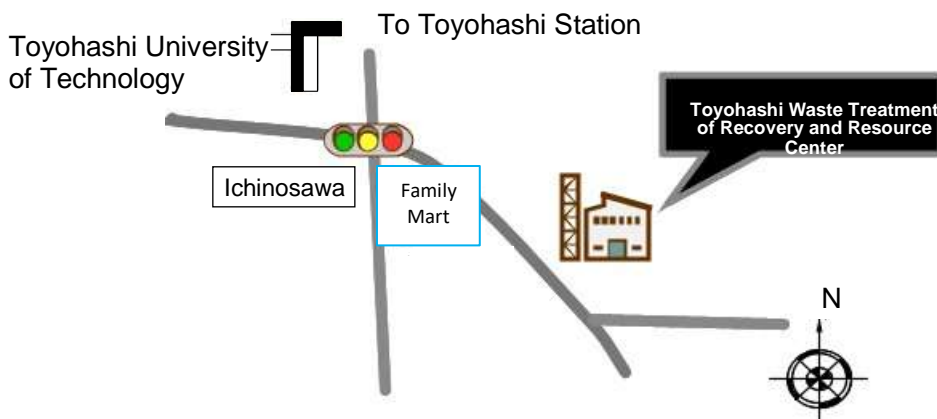 To Toyohashi Station
Toyohashi University
of Technology
Toyohashi Waste Treatment
of Recovery and Resource
Center
Ichinosawa
Family
Mart
N